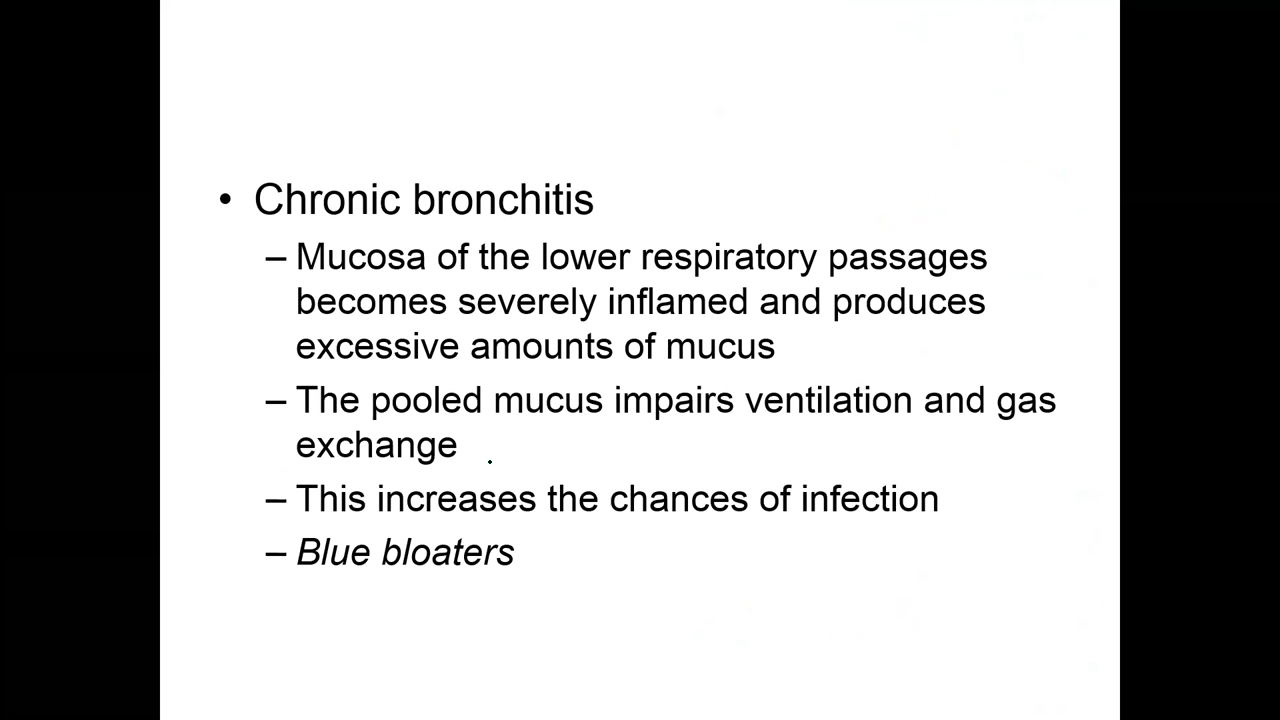 • Chronic bronchitis
– Mucosa of the lower respiratory passages
becomes severely inflamed and produces
excessive amounts of mucus
– The pooled mucus impairs ventilation and gas
exchange
– This increases the chances of infection
– Blue bloaters